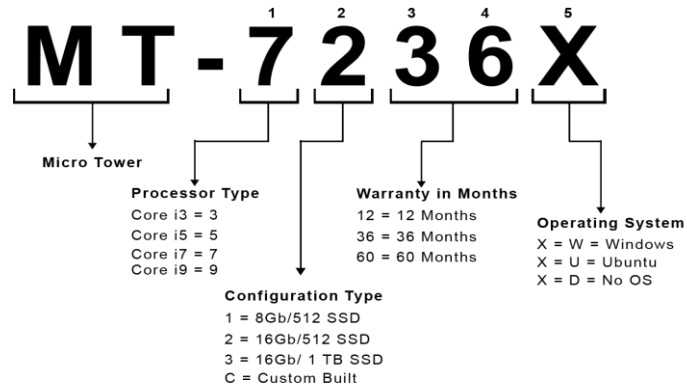 1 2 3 4 5
MT-7236X
Micro Tower
Processor Type
Core i3 = 3
Core i5 = 5
Core i7 = 7
Core i9 = 9
Configuration Type
1 = 8Gb/512 SSD
2 = 16Gb/512 SSD
3 = 16Gb/ 1 TB SSD
C = Custom Built
Warranty in Months
12 = 12 Months
36 = 36 Months
60 = 60 Months
Operating System
X = W = Windows
X = U = Ubuntu
X = D = No OS